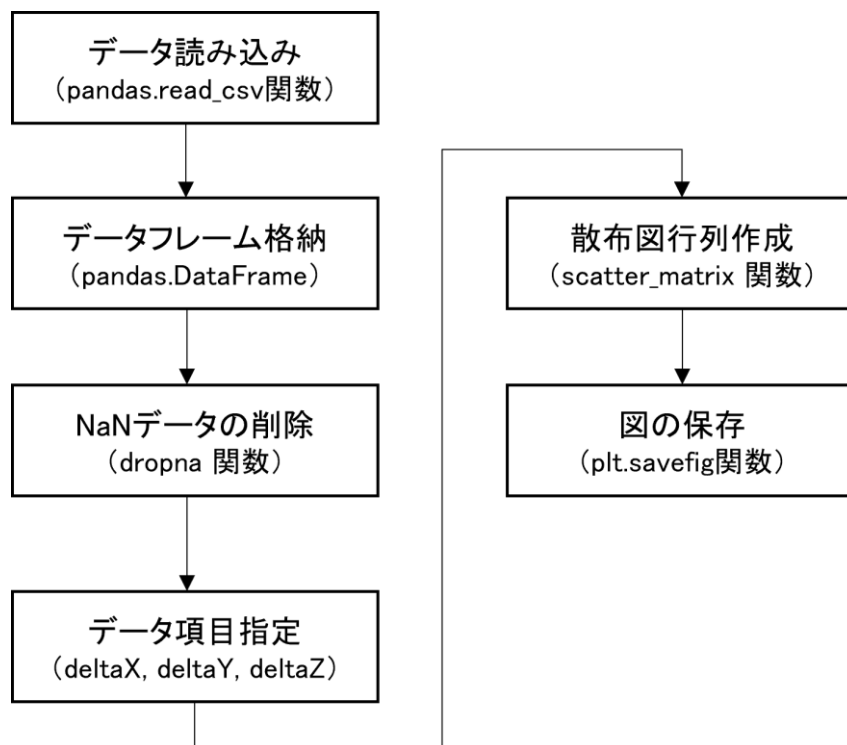 データ読み込み
（pandas.read_csv関数）
データフレーム格納
（pandas.DataFrame）
NaNデータの削除
（dropna 関数）
データ項目指定
（deltaX, deltaY, deltaZ）
散布図行列作成
（scatter_matrix 関数）
図の保存
（plt.savefig関数）